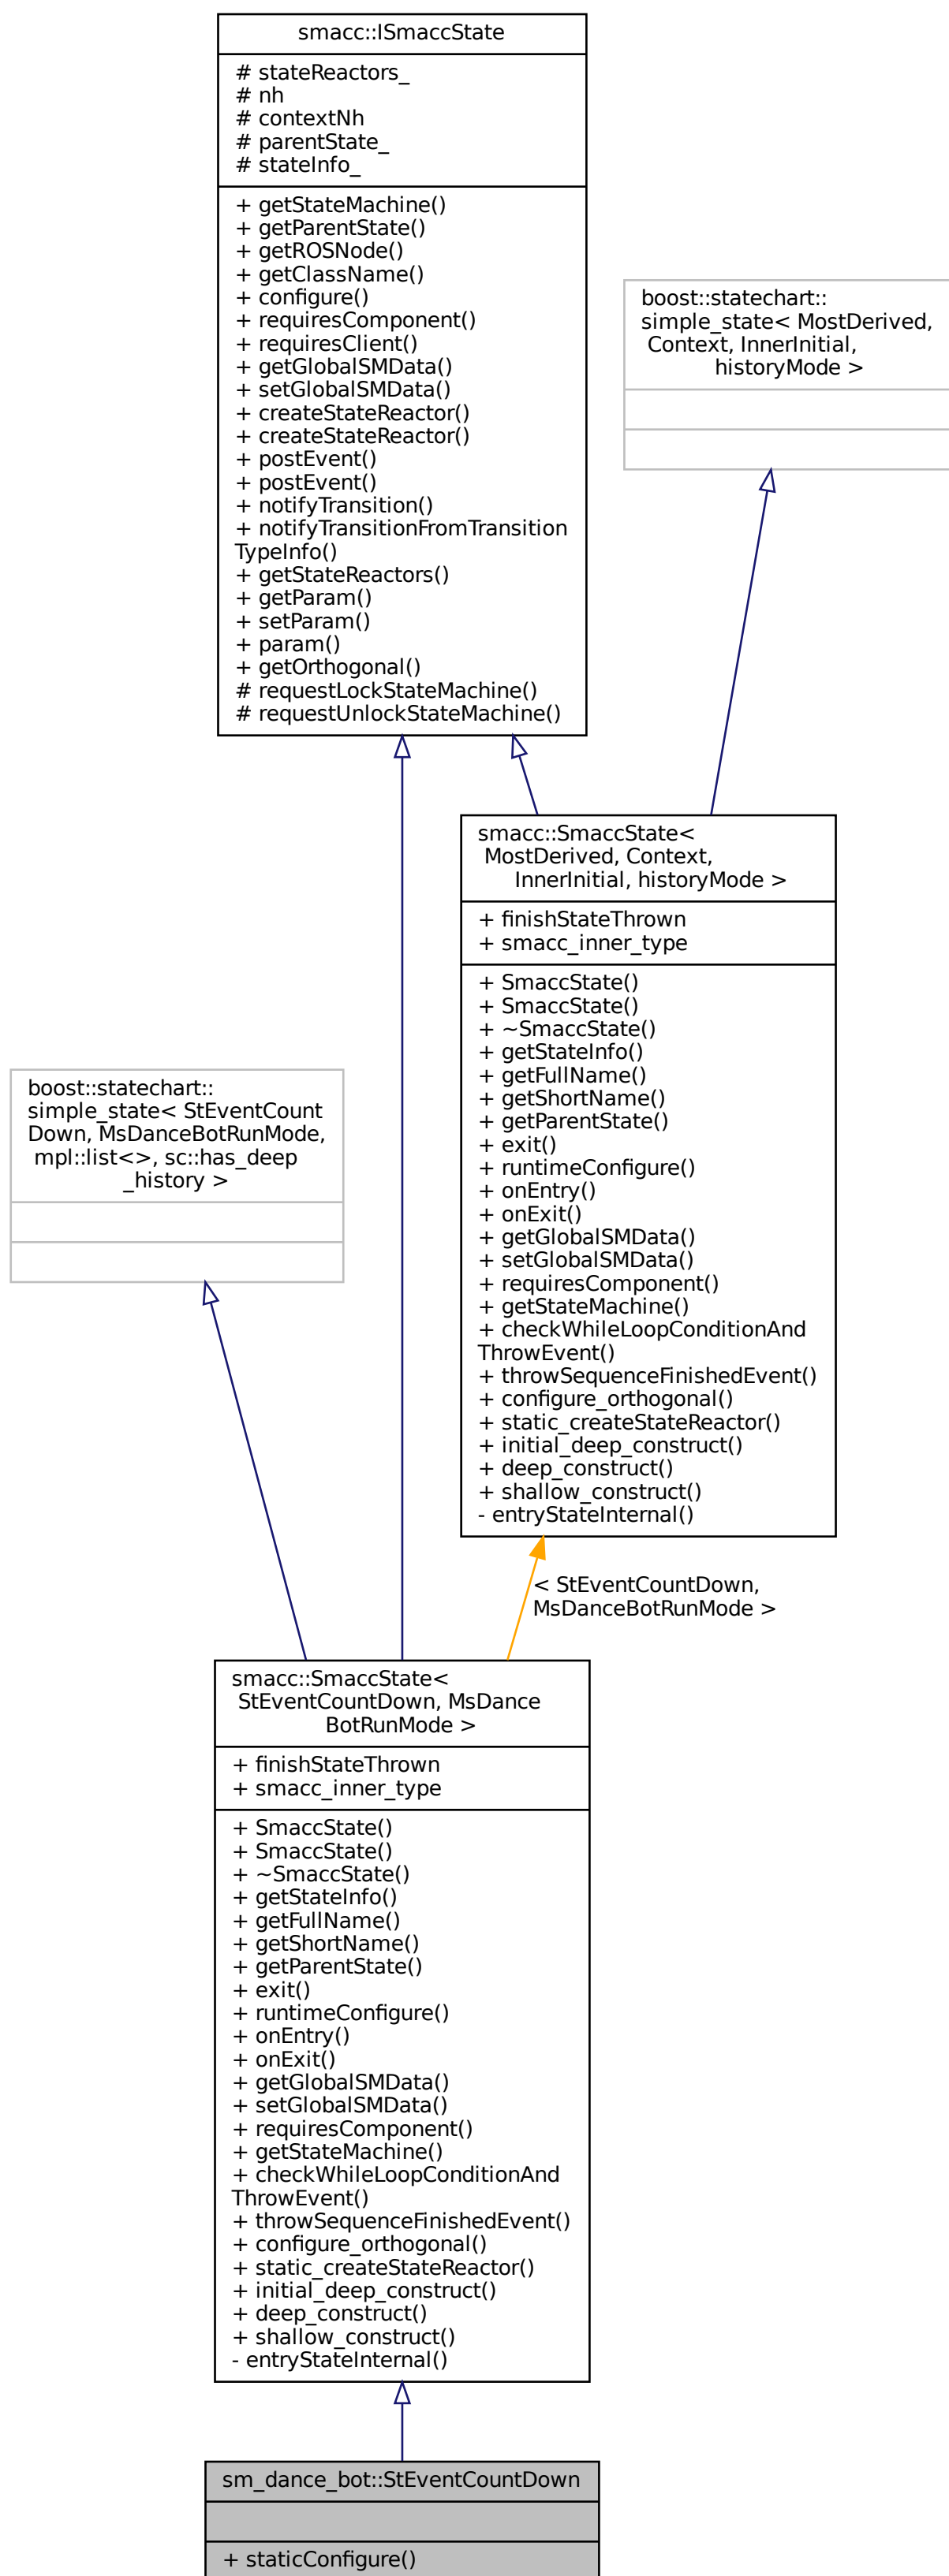 smacc::ISmaccState
# stateReactors_
# nh
# contextNh
# parentState_
# stateInfo_
+ getStateMachine()
+ getParentState()
+ getROSNode()
+ getClassName()
+ configure()
+ requiresComponent()
+ requiresClient()
+ getGlobalSMData()
+ setGlobalSMData()
+ createStateReactor()
+ createStateReactor()
+ postEvent()
+ postEvent()
+ notifyTransition()
+ notifyTransitionFromTransition
TypeInfo()
+ getStateReactors()
+ getParam()
+ setParam()
+ param()
+ getOrthogonal()
# requestLockStateMachine()
# requestUnlockStateMachine()
boost::statechart::
simple_state< MostDerived,
Context, InnerInitial,
historyMode >
smacc::SmaccState<
MostDerived, Context,
InnerInitial, historyMode >
+ finishStateThrown
+ smacc_inner_type
+ SmaccState()
+ SmaccState()
+ ~SmaccState()
+ getStateInfo()
+ getFullName()
+ getShortName()
+ getParentState()
+ exit()
+ runtimeConfigure()
+ onEntry()
+ onExit()
+ getGlobalSMData()
+ setGlobalSMData()
+ requiresComponent()
+ getStateMachine()
+ checkWhileLoopConditionAnd
ThrowEvent()
+ throwSequenceFinishedEvent()
+ configure_orthogonal()
+ static_createStateReactor()
+ initial_deep_construct()
+ deep_construct()
+ shallow_construct()
- entryStateInternal()
boost::statechart::
simple_state< StEventCount
Down, MsDanceBotRunMode,
mpl::list<>, sc::has_deep
_history >
< StEventCountDown,
MsDanceBotRunMode >
smacc::SmaccState<
StEventCountDown, MsDance
BotRunMode >
+ finishStateThrown
+ smacc_inner_type
+ SmaccState()
+ SmaccState()
+ ~SmaccState()
+ getStateInfo()
+ getFullName()
+ getShortName()
+ getParentState()
+ exit()
+ runtimeConfigure()
+ onEntry()
+ onExit()
+ getGlobalSMData()
+ setGlobalSMData()
+ requiresComponent()
+ getStateMachine()
+ checkWhileLoopConditionAnd
ThrowEvent()
+ throwSequenceFinishedEvent()
+ configure_orthogonal()
+ static_createStateReactor()
+ initial_deep_construct()
+ deep_construct()
+ shallow_construct()
- entryStateInternal()
sm_dance_bot::StEventCountDown
+ staticConfigure()